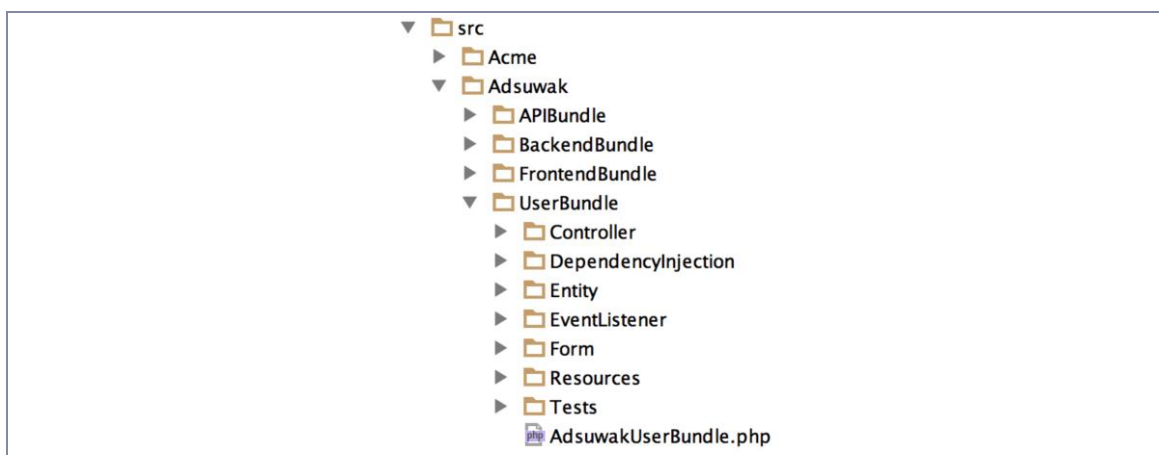 src
Acme
Adsuwak
APIBundle
BackendBundle
FrontendBundle
UserBundle
Controller
DependencyInjection
Entity
EventListener
Form
Resources
Tests
php AdsuwakUserBundle.php